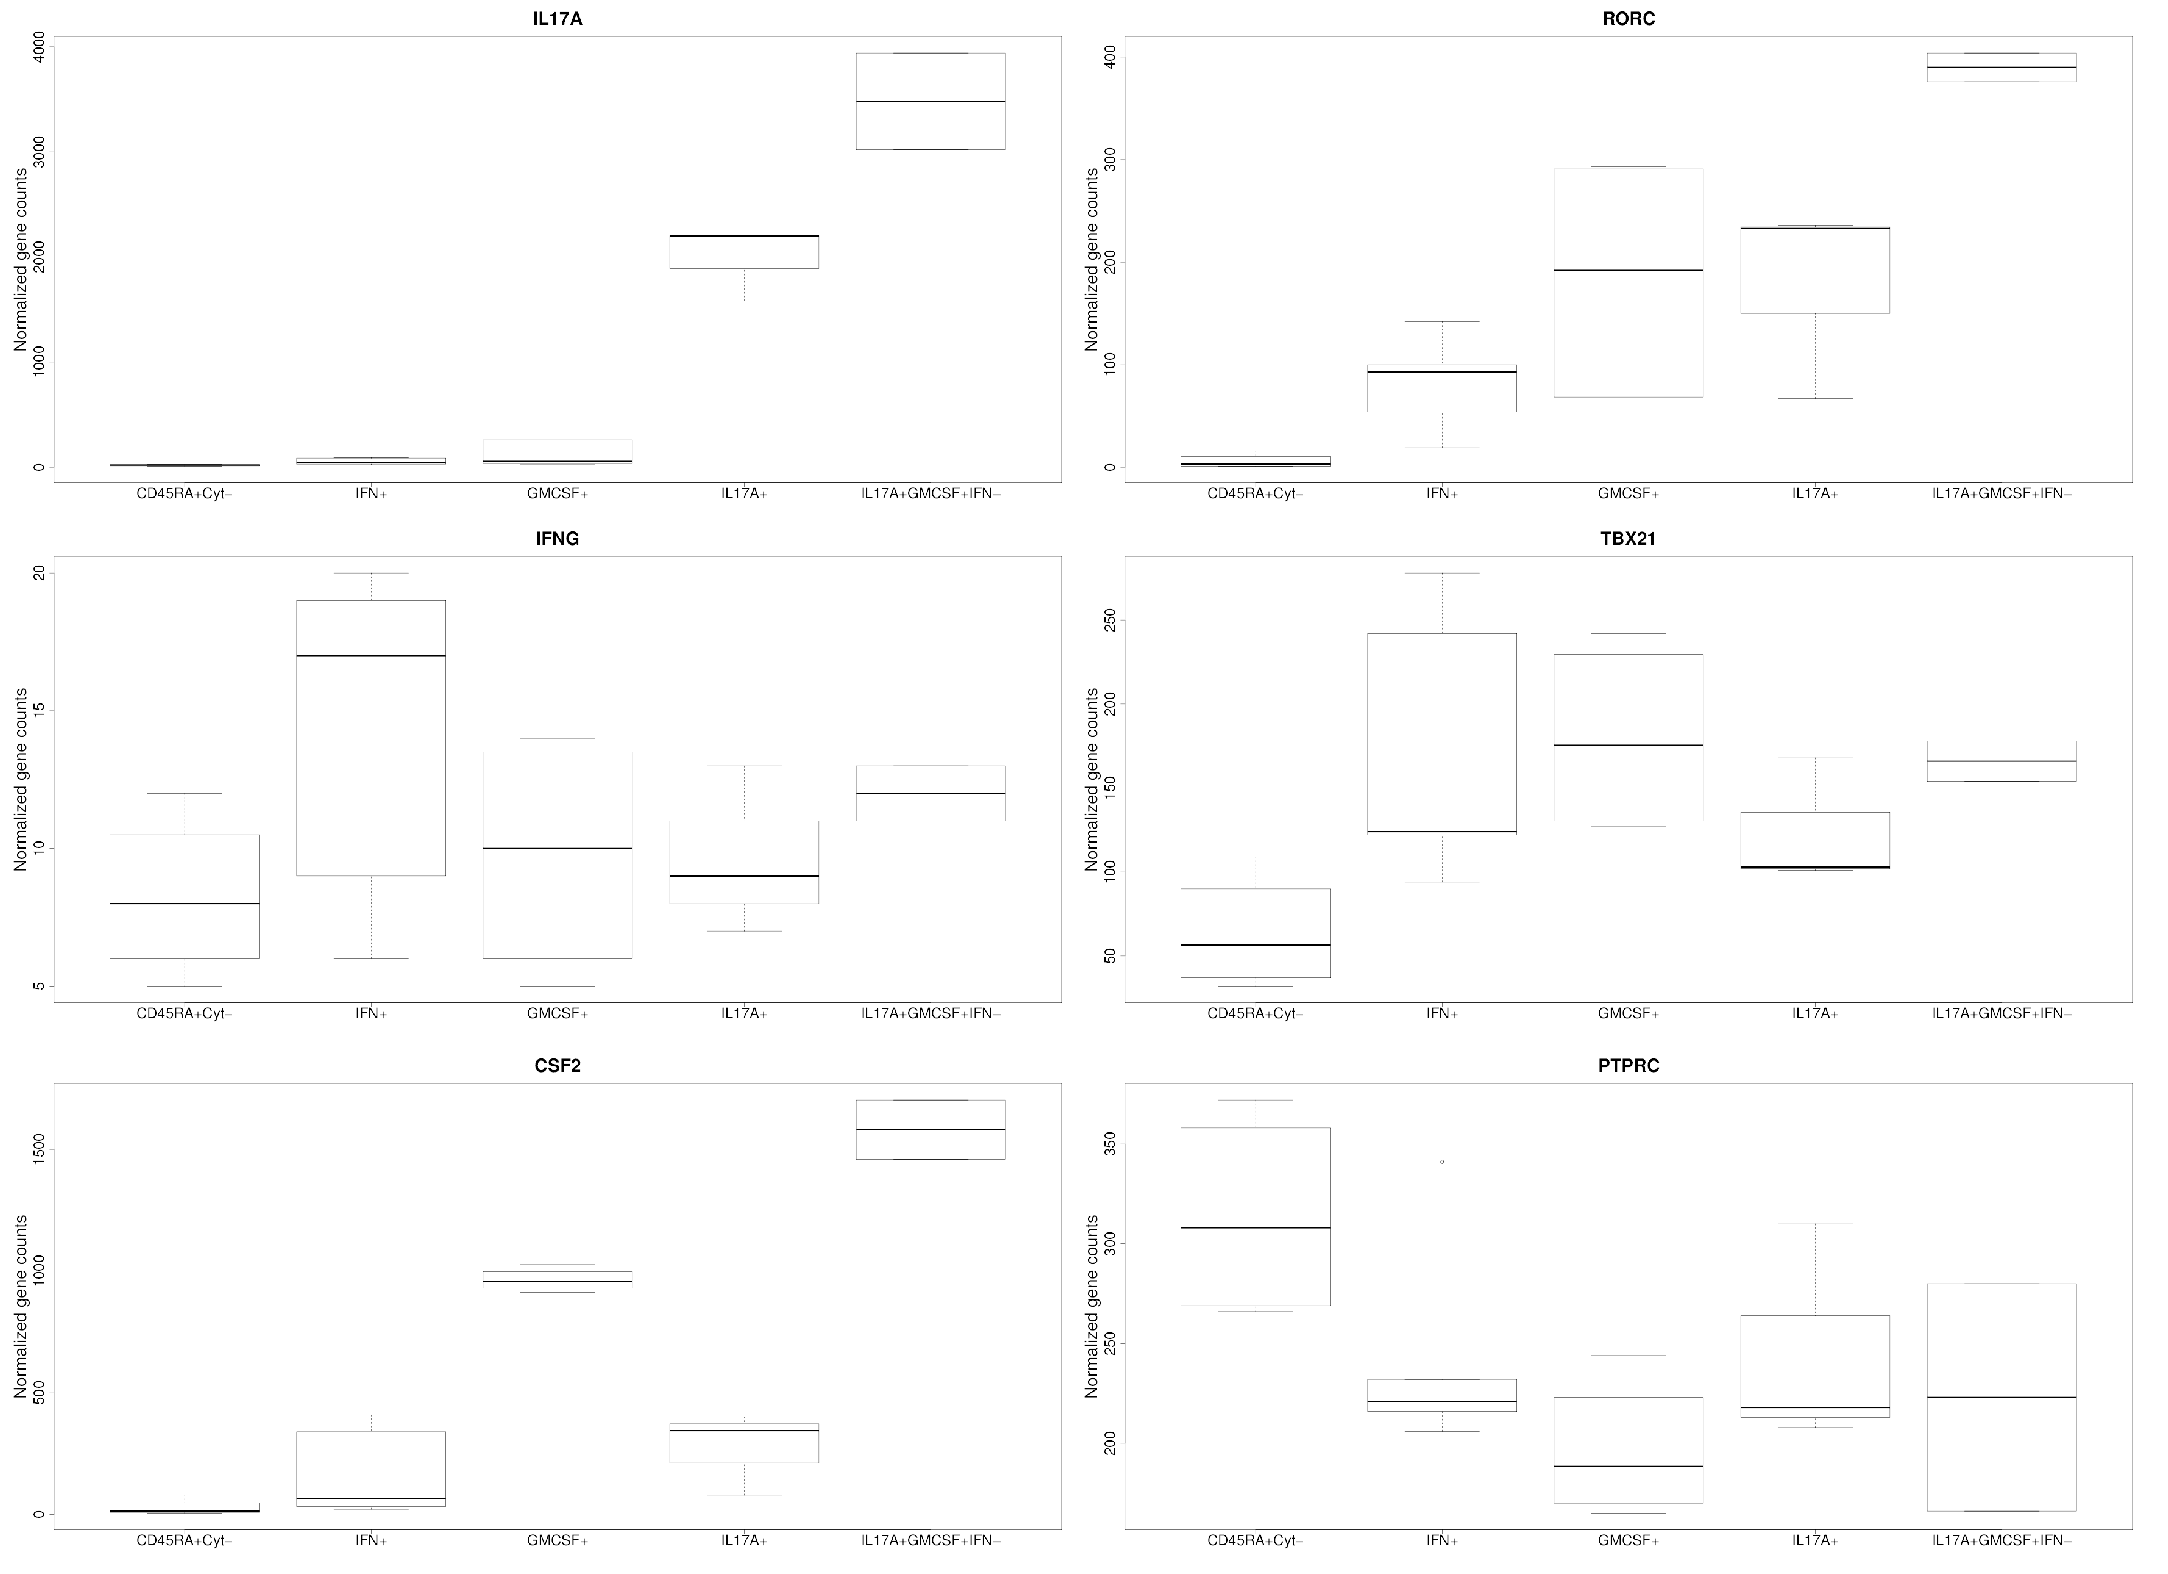 IL17A
Normalized gene counts
4000
3000
2000
1000
0
CD45RA+Cyt− IFN+ GMCSF+ IL17A+ IL17A+GMCSF+IFN−
RORC
Normalized gene counts
400
300
200
100
0
CD45RA+Cyt− IFN+ GMCSF+ IL17A+ IL17A+GMCSF+IFN−
IFNG
Normalized gene counts
20
15
10
5
CD45RA+Cyt− IFN+ GMCSF+ IL17A+ IL17A+GMCSF+IFN−
TBX21
Normalized gene counts
250
200
150
100
50
CD45RA+Cyt− IFN+ GMCSF+ IL17A+ IL17A+GMCSF+IFN−
CSF2
Normalized gene counts
1500
1000
500
0
CD45RA+Cyt− IFN+ GMCSF+ IL17A+ IL17A+GMCSF+IFN−
PTPRC
Normalized gene counts
350
300
250
200
CD45RA+Cyt− IFN+ GMCSF+ IL17A+ IL17A+GMCSF+IFN−